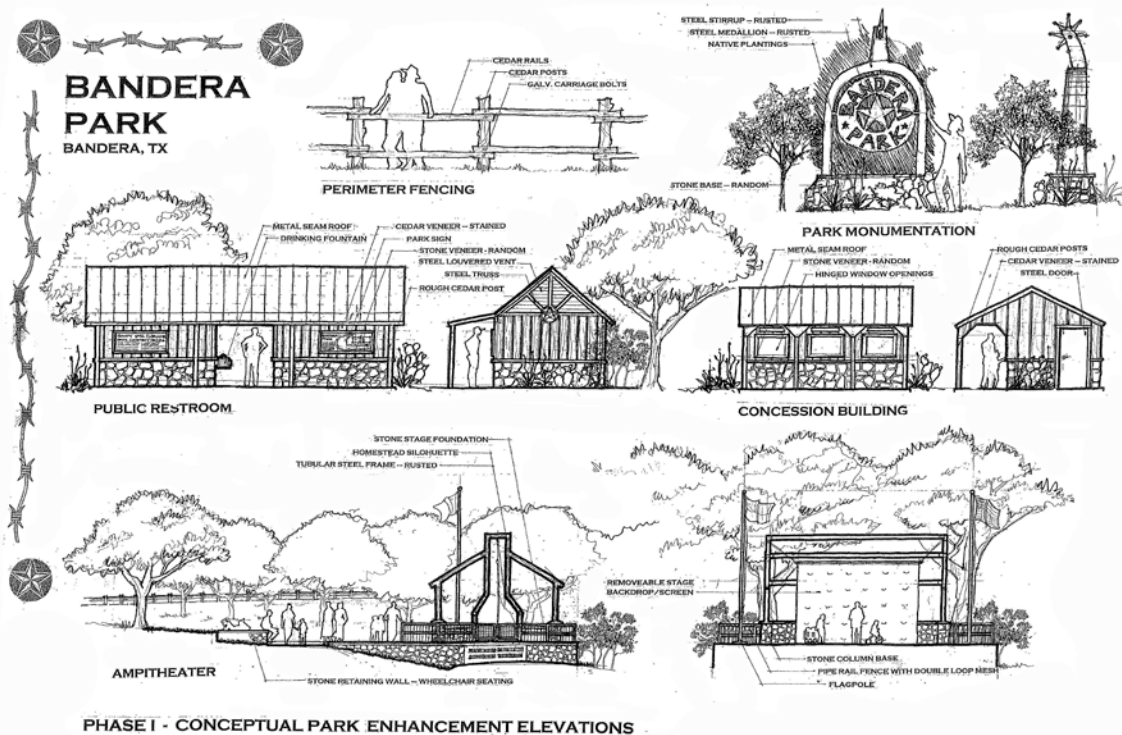 BANDERA
PARK
BANDERA, TX
CEDAR RAILS
CEDAR POSTS
GALV. CARRIAGE BOLTS
PERIMETER FENCING
STEEL STIRRUP – RUSTED
STEEL MEDALLION – RUSTED
NATIVE PLANTINGS
BANDERA
PARK
STONE BASE – RANDOM
PARK MONUMENTATION
METAL SEAM ROOF
DRINKING FOUNTAIN
CEDAR VENEER – STAINED
PARK SIGN
STONE VENEER - RANDOM
STEEL LOUVERED VENT
STEEL TRUSS
ROUGH CEDAR POST
PUBLIC RESTROOM
METAL SEAM ROOF
STONE VENEER - RANDOM
HINGED WINDOW OPENINGS
ROUGH CEDAR POSTS
CEDAR VENEER – STAINED
STEEL DOOR
CONCESSION BUILDING
STONE STAGE FOUNDATION
HOMESTEAD SILOHUETTE
TUBULAR STEEL FRAME – RUSTED
AMPITHEATER
STONE RETAINING WALL – WHEELCHAIR SEATING
REMOVEABLE STAGE
BACKDROP/SCREEN
STONE COLUMN BASE
PIPE RAIL FENCE WITH DOUBLE LOOP MESH
FLAGPOLE
PHASE I - CONCEPTUAL PARK ENHANCEMENT ELEVATIONS